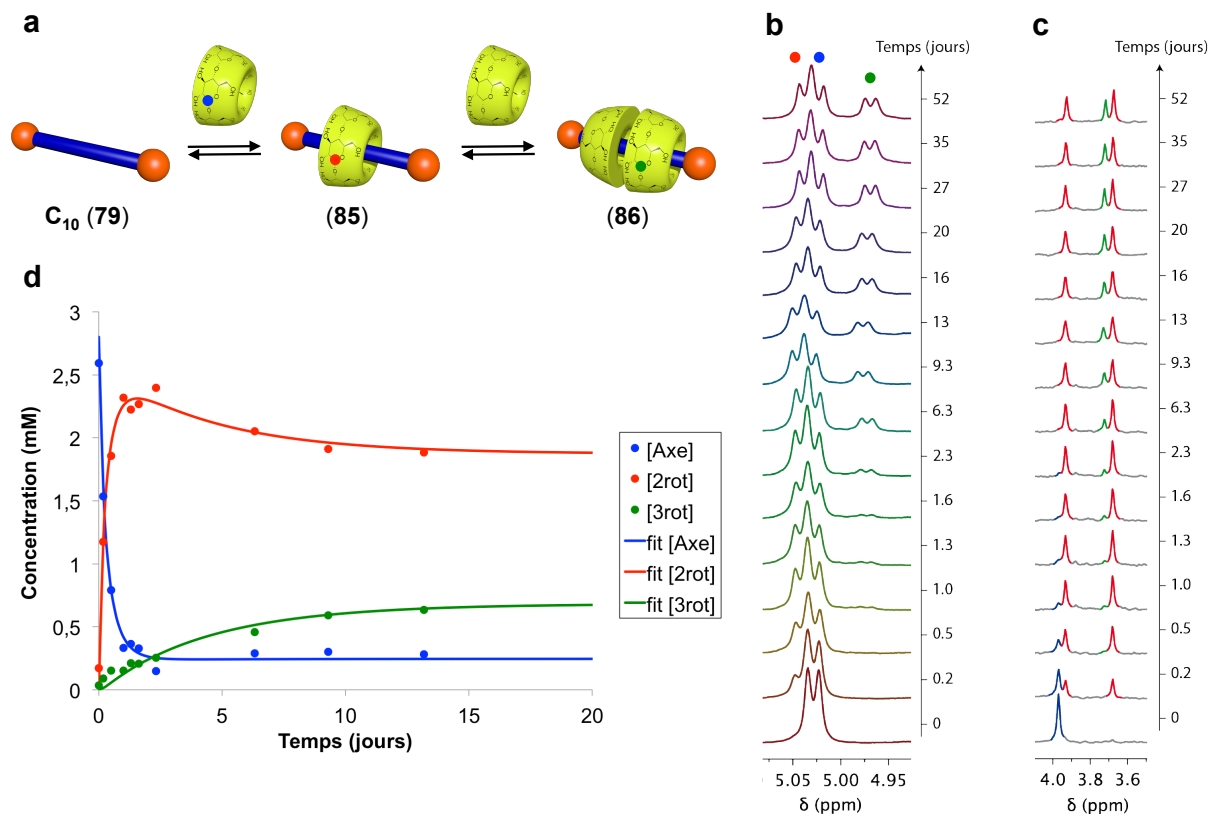 a
C10 (79)
(85)
(86)
b
Temps (jours)
52
35
27
20
16
13
9.3
6.3
2.3
1.6
1.3
1.0
0.5
0.2
0
5.05 5.00 4.95
δ (ppm)
c
Temps (jours)
52
35
27
20
16
13
9.3
6.3
2.3
1.6
1.3
1.0
0.5
0.2
0
4.0 3.8 3.6
δ (ppm)
d
Concentration (mM)
3
2,5
2
1,5
1
0,5
0
0 5 10 15 20
Temps (jours)
[Axe]
[2rot]
[3rot]
fit [Axe]
fit [2rot]
fit [3rot]